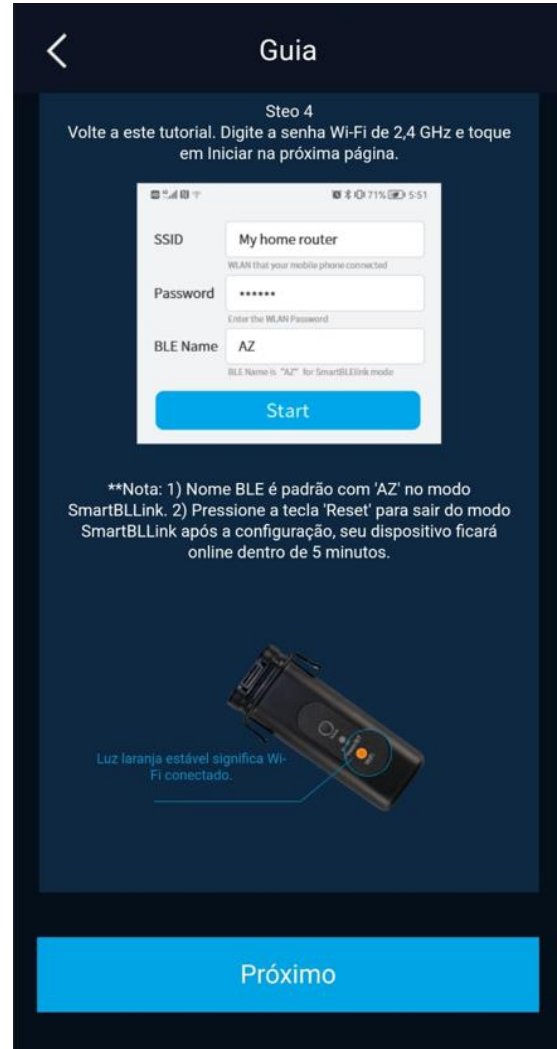 Guia
Steo 4
Volte a este tutorial. Digite a senha Wi-Fi de 2,4 GHz e toque
em Iniciar na próxima página.
71% 5:51
SSID
My home router
WLAN that your mobile phone connected
Password
••••••
Enter the WLAN Password
BLE Name
AZ
BLE Name is "AZ" for SmartBLElink mode
Start
**Nota: 1) Nome BLE é padrão com 'AZ' no modo
SmartBLLink. 2) Pressione a tecla 'Reset' para sair do modo
SmartBLLink após a configuração, seu dispositivo ficará
online dentro de 5 minutos.
Luz laranja estável significa Wi-
Fi conectado.
Próximo